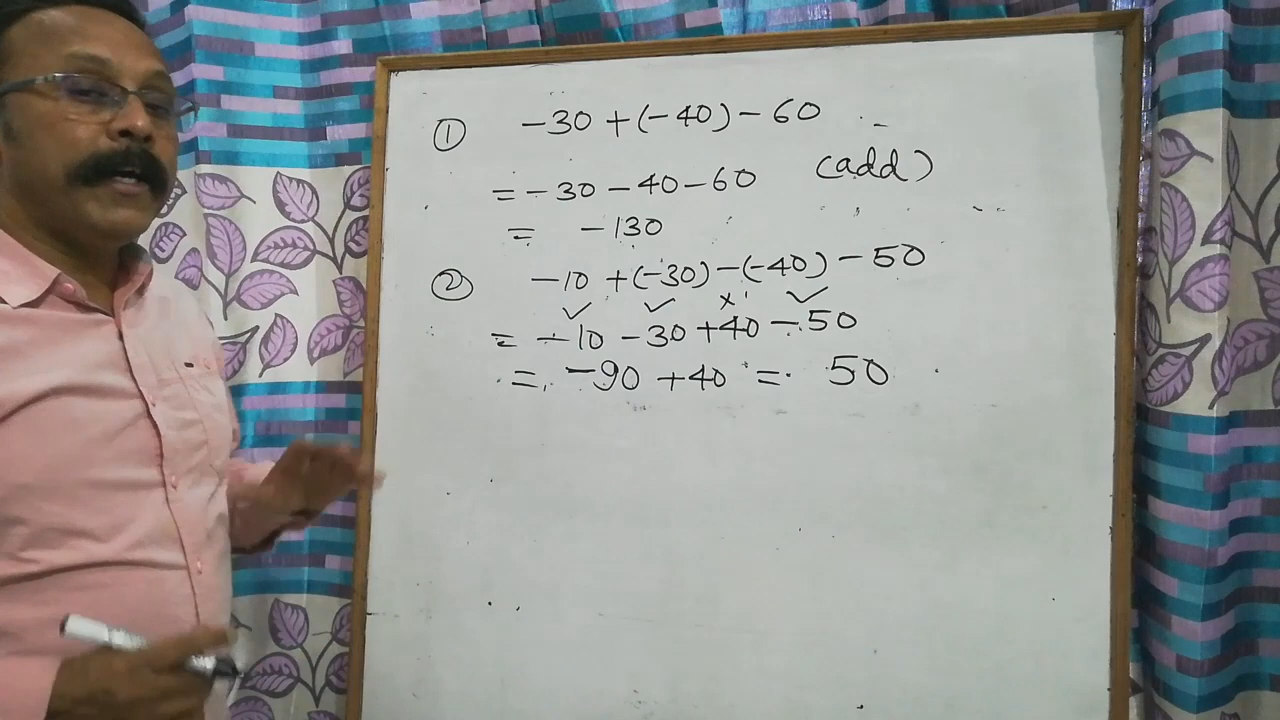 ① -30 + (-40) - 60
= -30 - 40 - 60 (add)
= -130
② -10 + (-30) - (-40) - 50
✓ ✓ × ✓
= -10 - 30 + 40 - 50
= -90 + 40 = 50